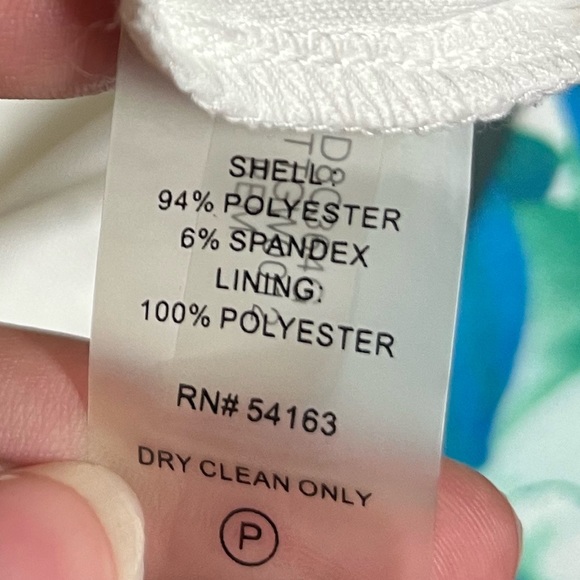 SHELL:
94% POLYESTER
6% SPANDEX
LINING:
100% POLYESTER
RN# 54163
DRY CLEAN ONLY
P